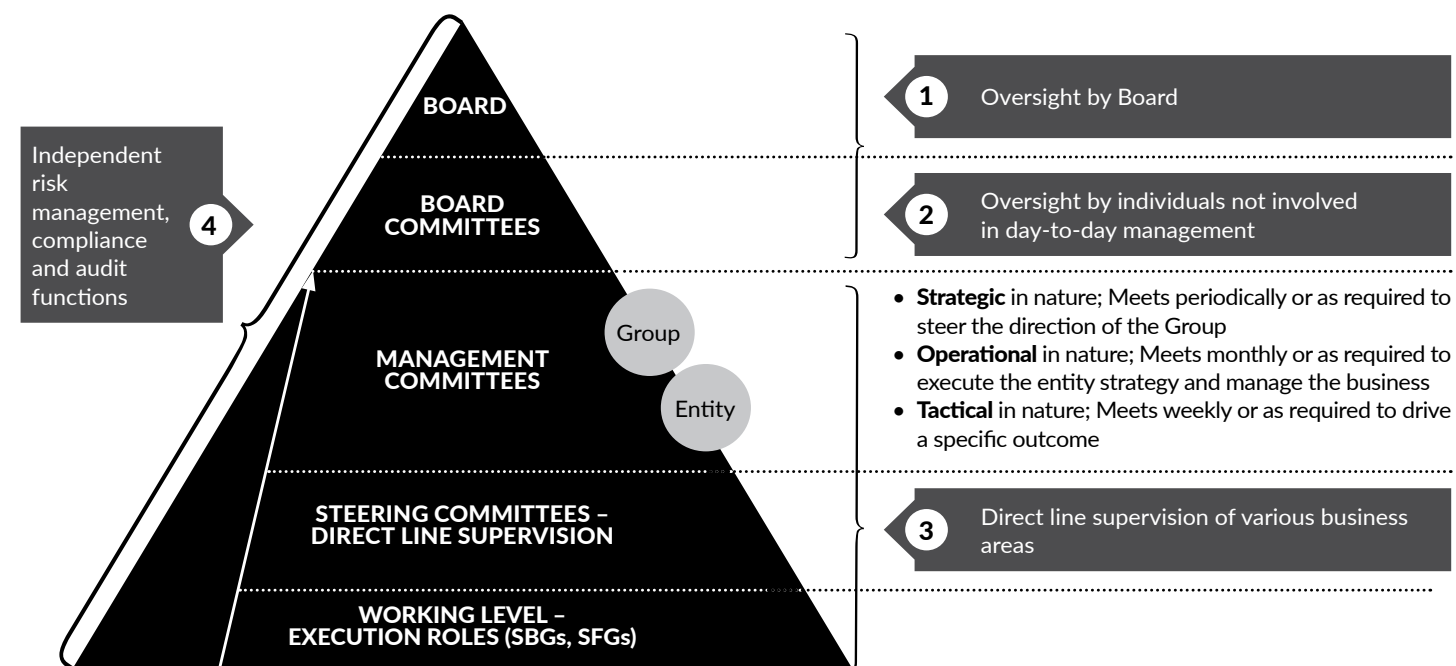 Independent
risk
management,
compliance
and audit
functions
4
BOARD
BOARD
COMMITTEES
MANAGEMENT
COMMITTEES
Group
Entity
STEERING COMMITTEES –
DIRECT LINE SUPERVISION
WORKING LEVEL –
EXECUTION ROLES (SBGs, SFGs)
1
Oversight by Board
2
Oversight by individuals not involved
in day-to-day management
• Strategic in nature; Meets periodically or as required to
steer the direction of the Group
• Operational in nature; Meets monthly or as required to
execute the entity strategy and manage the business
• Tactical in nature; Meets weekly or as required to drive
a specific outcome
3
Direct line supervision of various business
areas